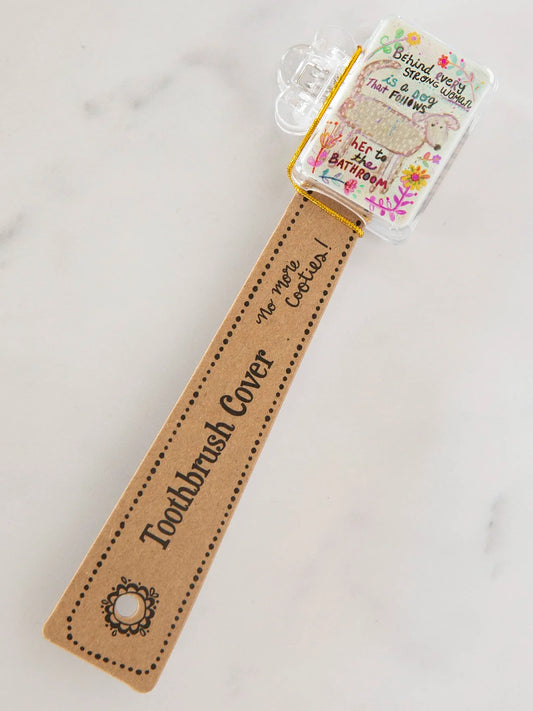 Behind every
STRONG WOMAN
is a DOG
That FOLLOWS
her to
the
BATHROOM
No more
Cooties!
Toothbrush Cover